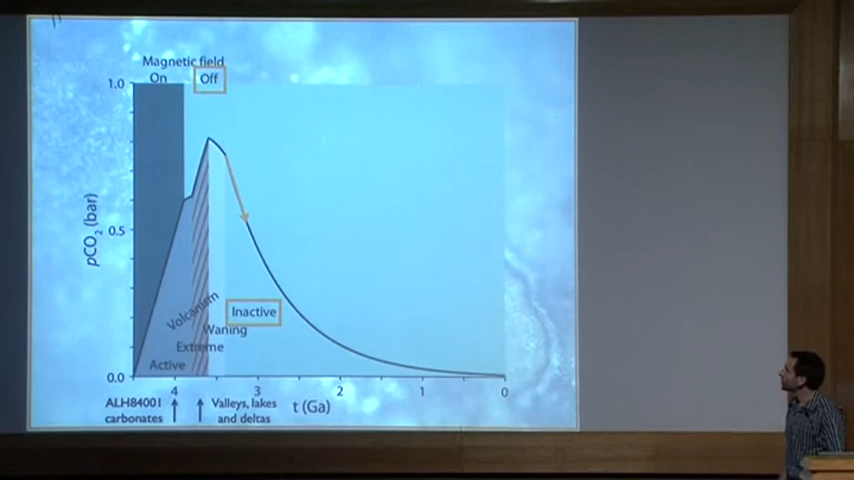 Magnetic field
On Off
1.0
0.5
0.0
pCO2 (bar)
Volcanism
Inactive
Waning
Extreme
Active
4 3 2 1 0
t (Ga)
ALH84001
carbonates
Valleys, lakes
and deltas